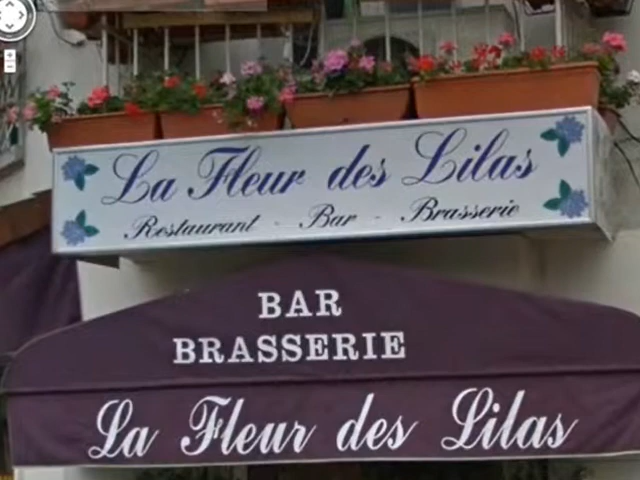 La Fleur des Lilas
Restaurant - Bar - Brasserie
BAR
BRASSERIE
La Fleur des Lilas